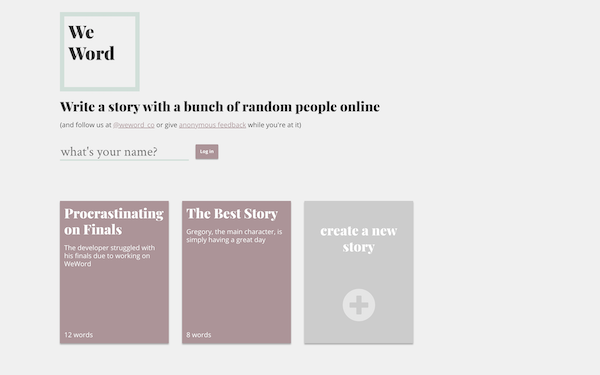 We
Word
Write a story with a bunch of random people online
(and follow us at @weword_co or give anonymous feedback while you're at it)
what's your name?
Log in
Procrastinating
on Finals
The developer struggled with
his finals due to working on
WeWord
12 words
The Best Story
Gregory, the main character, is
simply having a great day
8 words
create a new
story